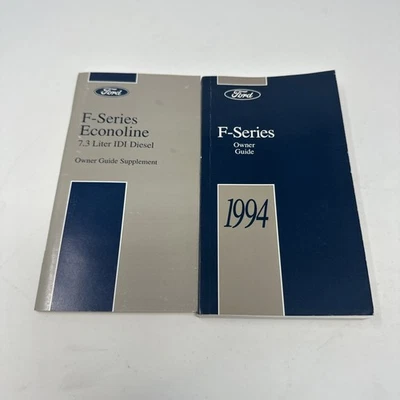 Ford
F-Series
Econoline
7.3 Liter IDI Diesel
Owner Guide Supplement
Ford
F-Series
Owner
Guide
1994